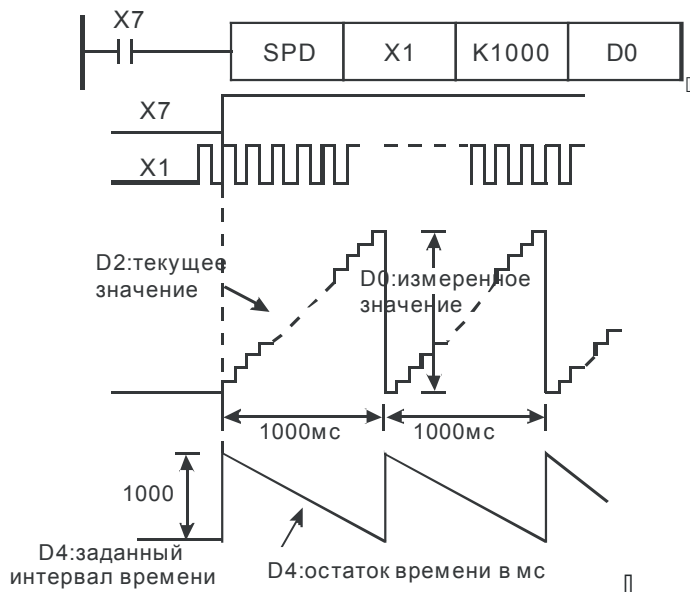 X7
SPD X1 K1000 D0
X7
X1
D2:текущее
значение
D0:измеренное
значение
1000мс 1000мс
1000
D4:заданный
интервал времени
D4:остаток времени в мс